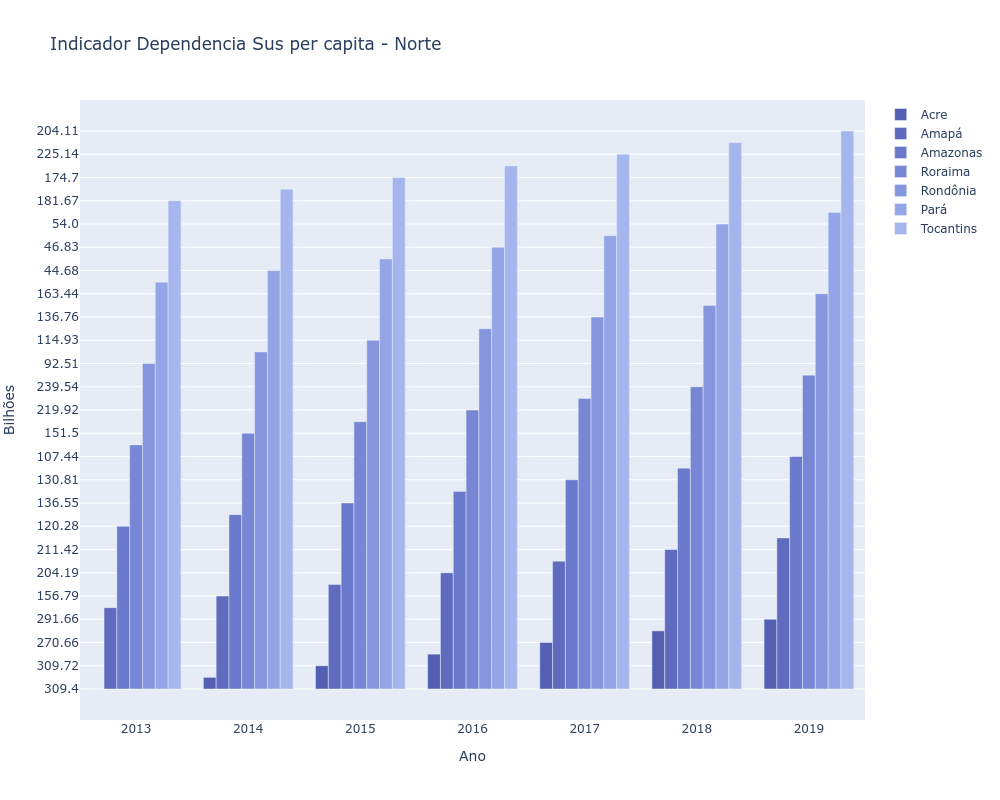 Indicador Dependencia Sus per capita - Norte
204.11
225.14
174.7
181.67
54.0
46.83
44.68
163.44
136.76
114.93
92.51
239.54
219.92
151.5
107.44
130.81
136.55
120.28
211.42
204.19
156.79
291.66
270.66
309.72
309.4
Bilhões
2013 2014 2015 2016 2017 2018 2019
Ano
Acre
Amapá
Amazonas
Roraima
Rondônia
Pará
Tocantins